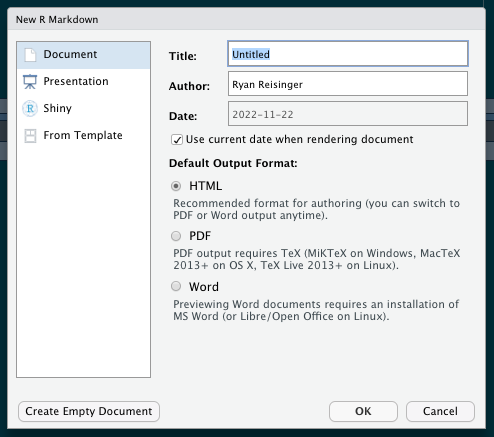 New R Markdown
Document
Presentation
Shiny
From Template
Title:
Untitled
Author:
Ryan Reisinger
Date:
2022-11-22
Use current date when rendering document
Default Output Format:
HTML
Recommended format for authoring (you can switch to
PDF or Word output anytime).
PDF
PDF output requires TeX (MiKTeX on Windows, MacTeX
2013+ on OS X, TeX Live 2013+ on Linux).
Word
Previewing Word documents requires an installation of
MS Word (or Libre/Open Office on Linux).
Create Empty Document
OK
Cancel